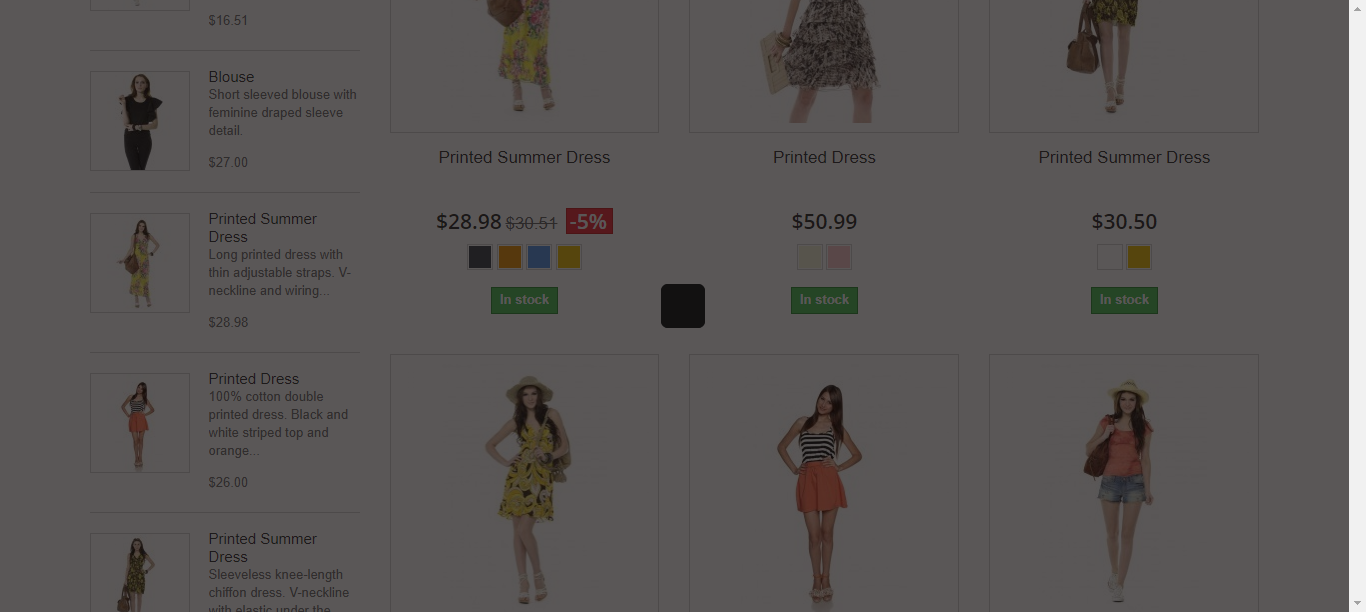 $16.51
Blouse
Short sleeved blouse with
feminine draped sleeve
detail.
$27.00
Printed Summer
Dress
Long printed dress with
thin adjustable straps. V-
neckline and wiring...
$28.98
Printed Dress
100% cotton double
printed dress. Black and
white striped top and
orange...
$26.00
Printed Summer
Dress
Sleeveless knee-length
chiffon dress. V-neckline
with elastic under the
Printed Summer Dress
$28.98 $30.51 -5%
In stock
Printed Dress
$50.99
In stock
Printed Summer Dress
$30.50
In stock